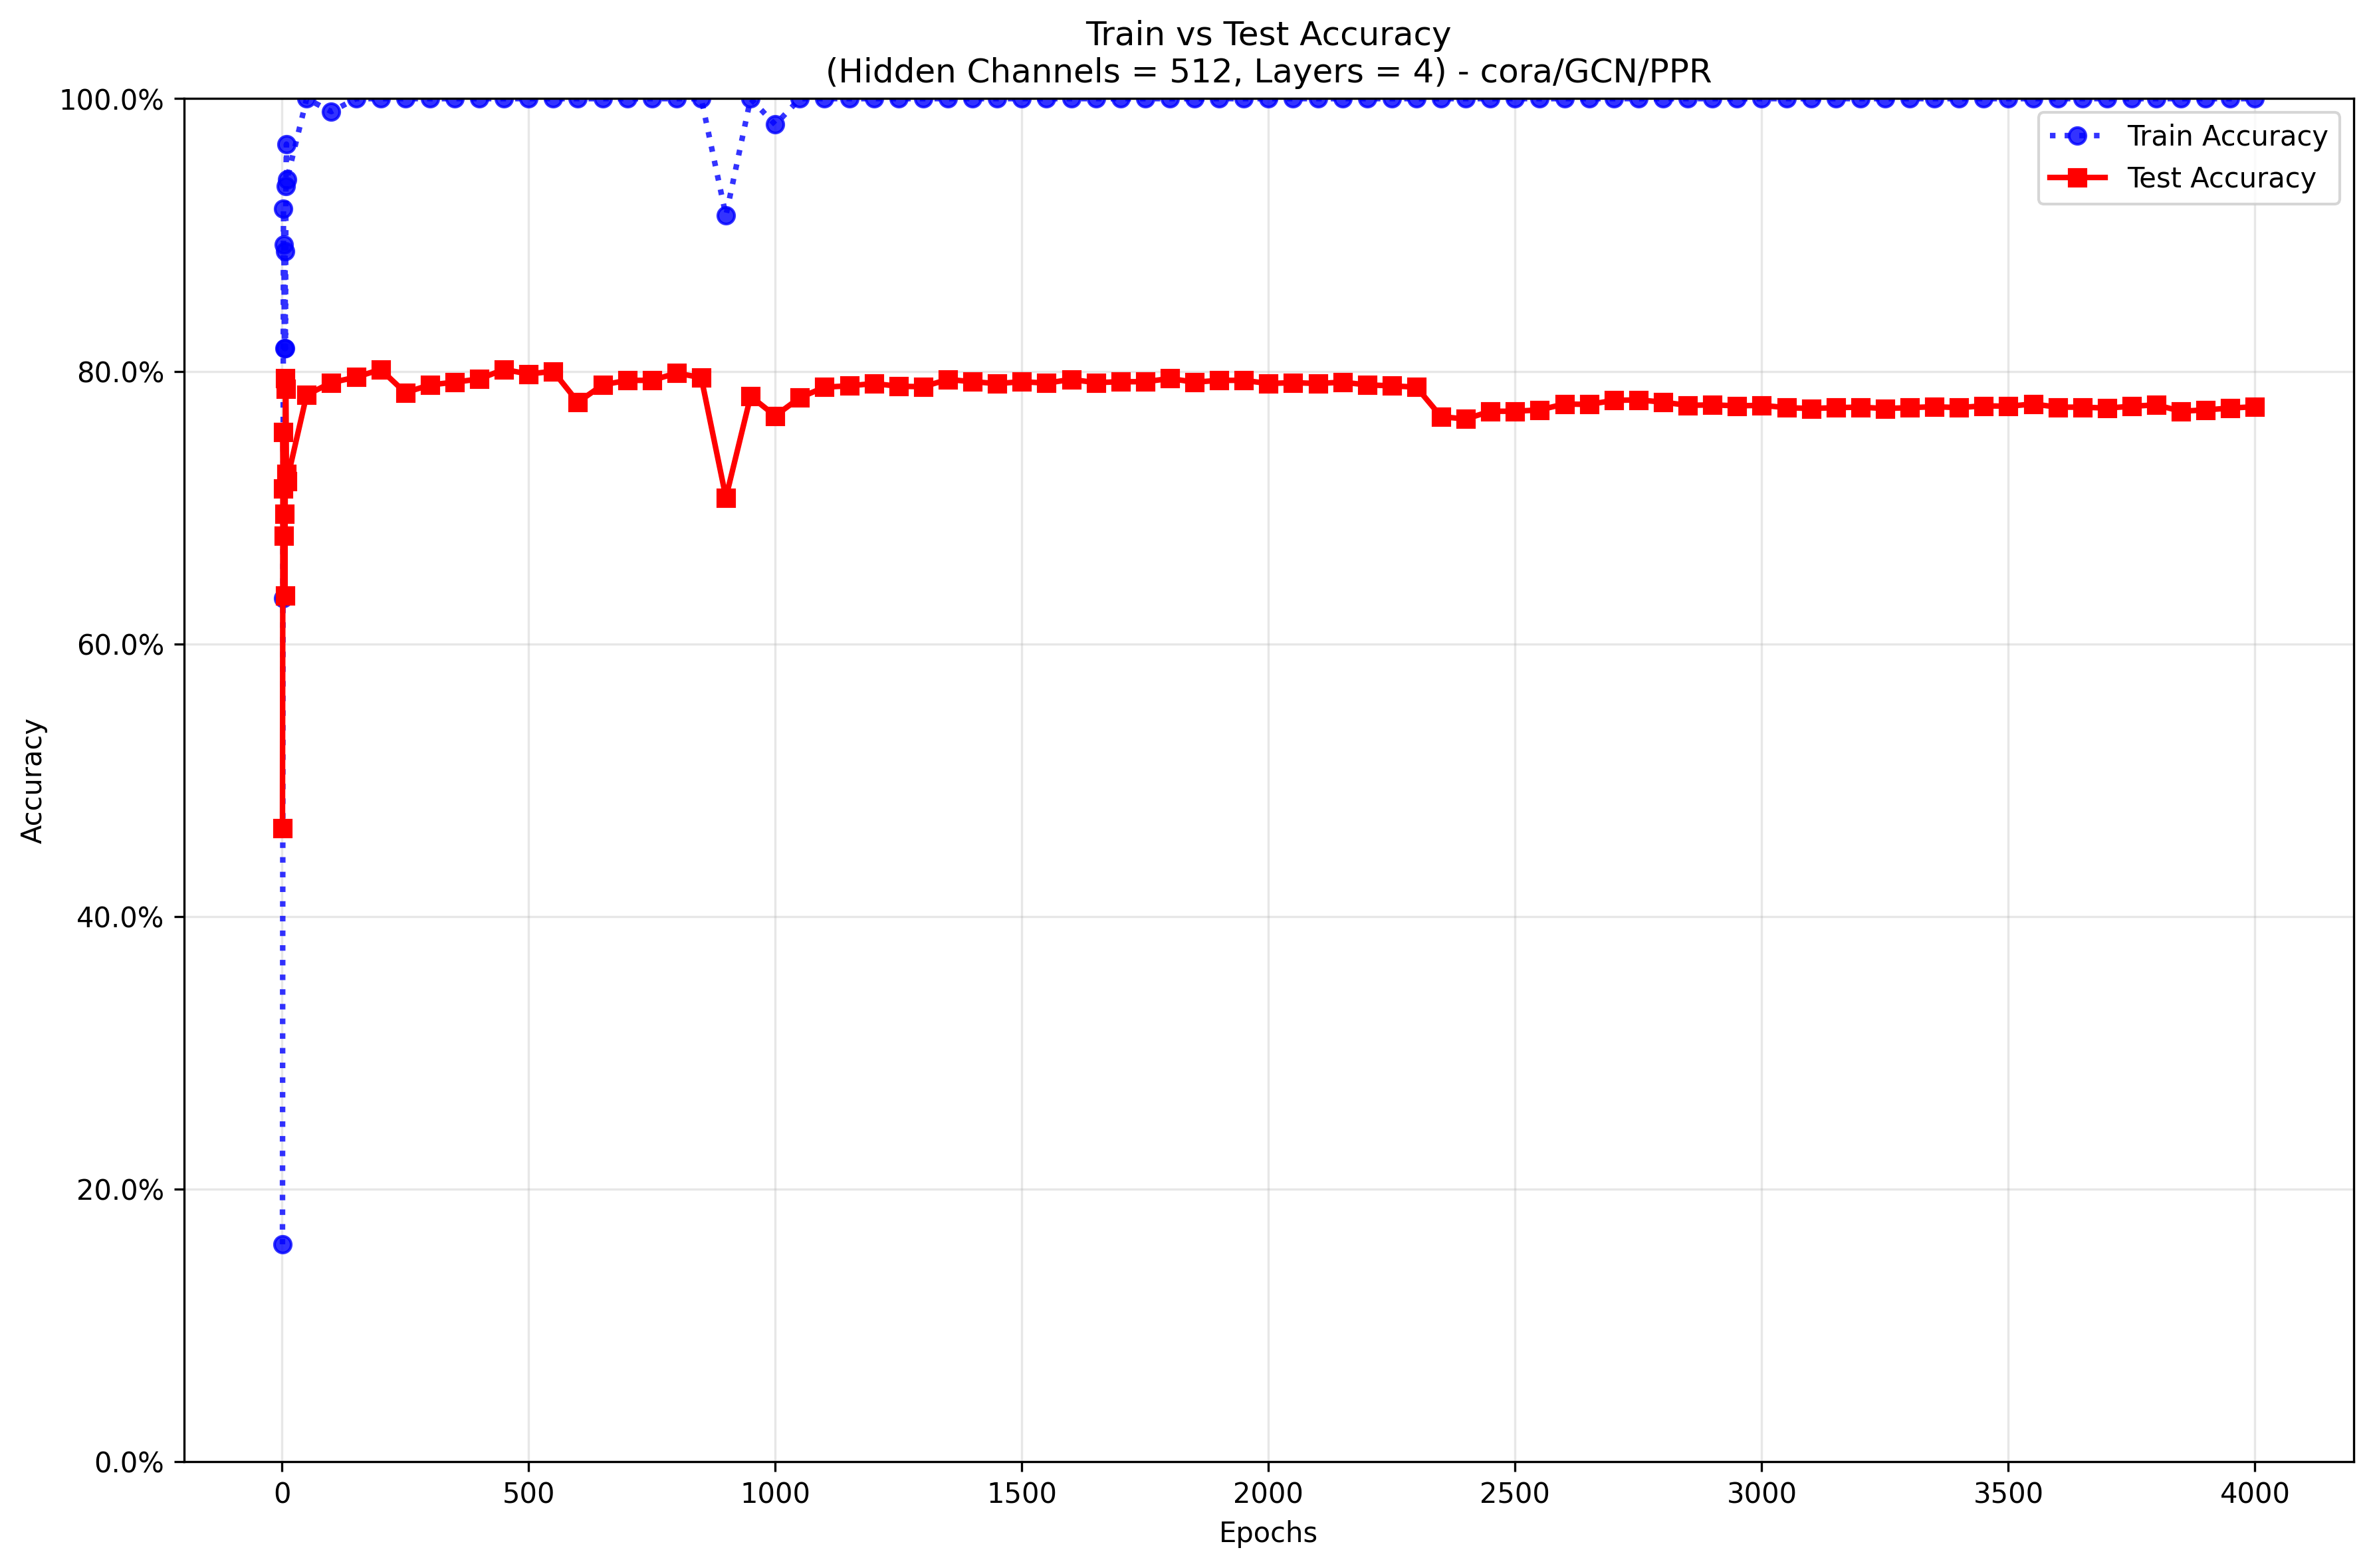 Train vs Test Accuracy
(Hidden Channels = 512, Layers = 4) - cora/GCN/PPR
100.0%
80.0%
60.0%
40.0%
20.0%
0.0%
Accuracy
Train Accuracy
Test Accuracy
0 500 1000 1500 2000 2500 3000 3500 4000
Epochs